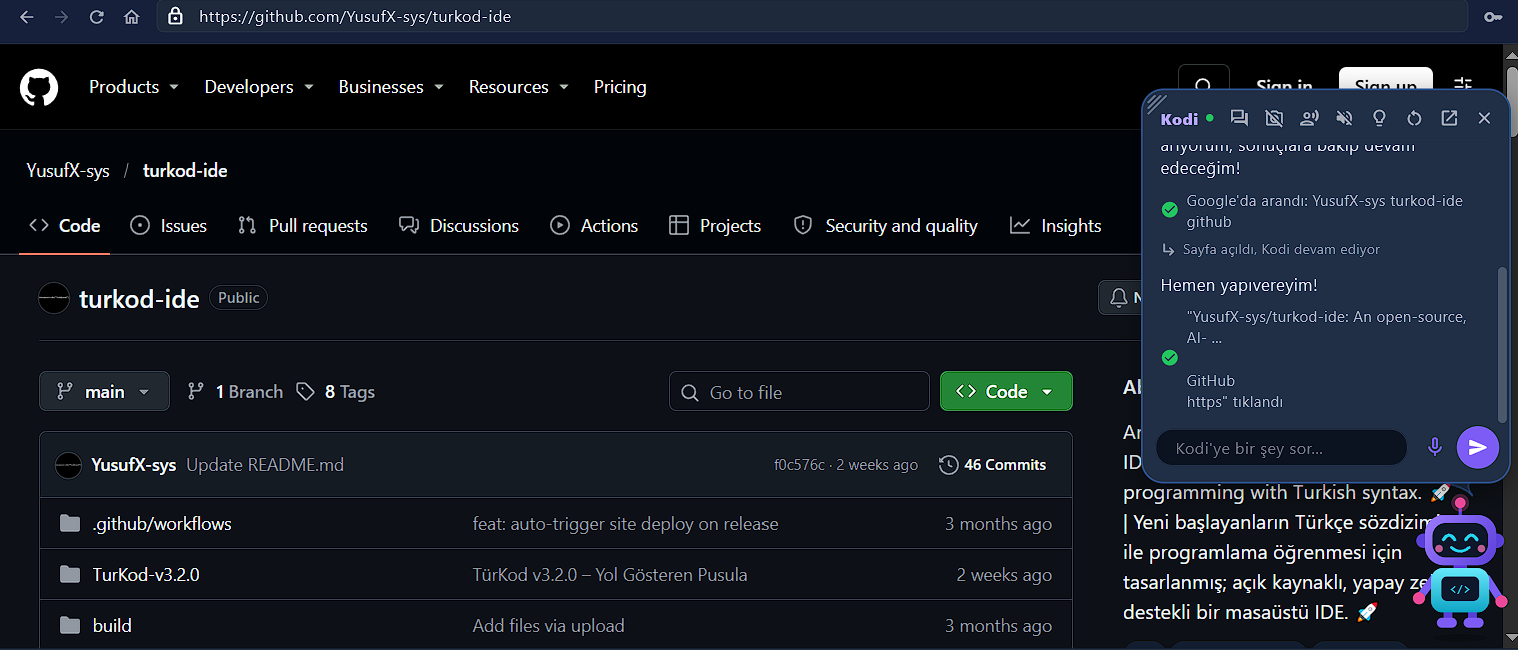 https://github.com/YusufX-sys/turkod-ide
Products Developers Businesses Resources Pricing
Sign in Sign up
YusufX-sys / turkod-ide
Code Issues Pull requests Discussions Actions Projects Security and quality Insights
turkod-ide Public
main 1 Branch 8 Tags Go to file Code
YusufX-sys Update README.md f0c576c · 2 weeks ago 46 Commits
.github/workflows feat: auto-trigger site deploy on release 3 months ago
TurKod-v3.2.0 TürKod v3.2.0 – Yol Gösteren Pusula 2 weeks ago
build Add files via upload 3 months ago
programming with Turkish syntax. 🚀
| Yeni başlayanların Türkçe
ile programlama öğrenmesi için
tasarlanmış; açık kaynaklı, yapay
destekli bir masaüstü IDE. 🚀
Kodi
arıyorum, sonuçlara bakıp devam
edeceğim!
Google'da arandı: YusufX-sys turkod-ide
github
Sayfa açıldı, Kodi devam ediyor
Hemen yapıvereyim!
"YusufX-sys/turkod-ide: An open-source,
AI- ...
GitHub
https" tıklandı
Kodi'ye bir şey sor...
</>